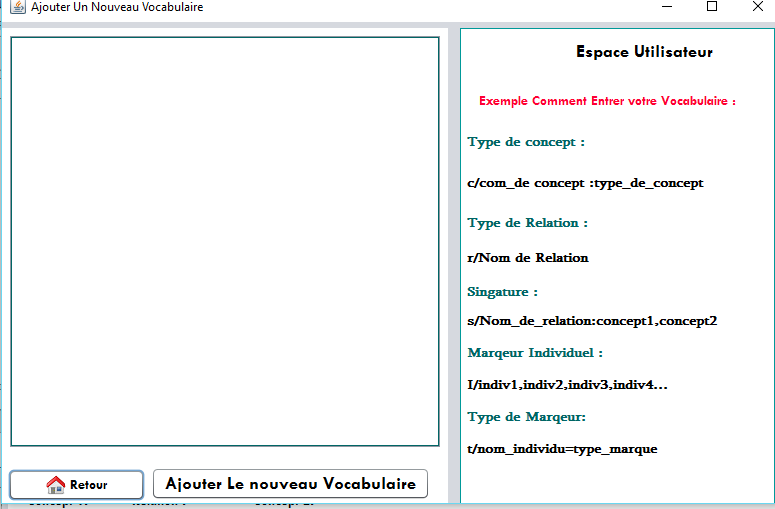 Ajouter Un Nouveau Vocabulaire
Espace Utilisateur
Exemple Comment Entrer votre Vocabulaire :
Type de concept :
c/com_de concept :type_de_concept
Type de Relation :
r/Nom de Relation
Singature :
s/Nom_de_relation:concept1,concept2
Marqeur Individuel :
I/indiv1,indiv2,indiv3,indiv4...
Type de Marqeur:
t/nom_individu=type_marque
Retour
Ajouter Le nouveau Vocabulaire